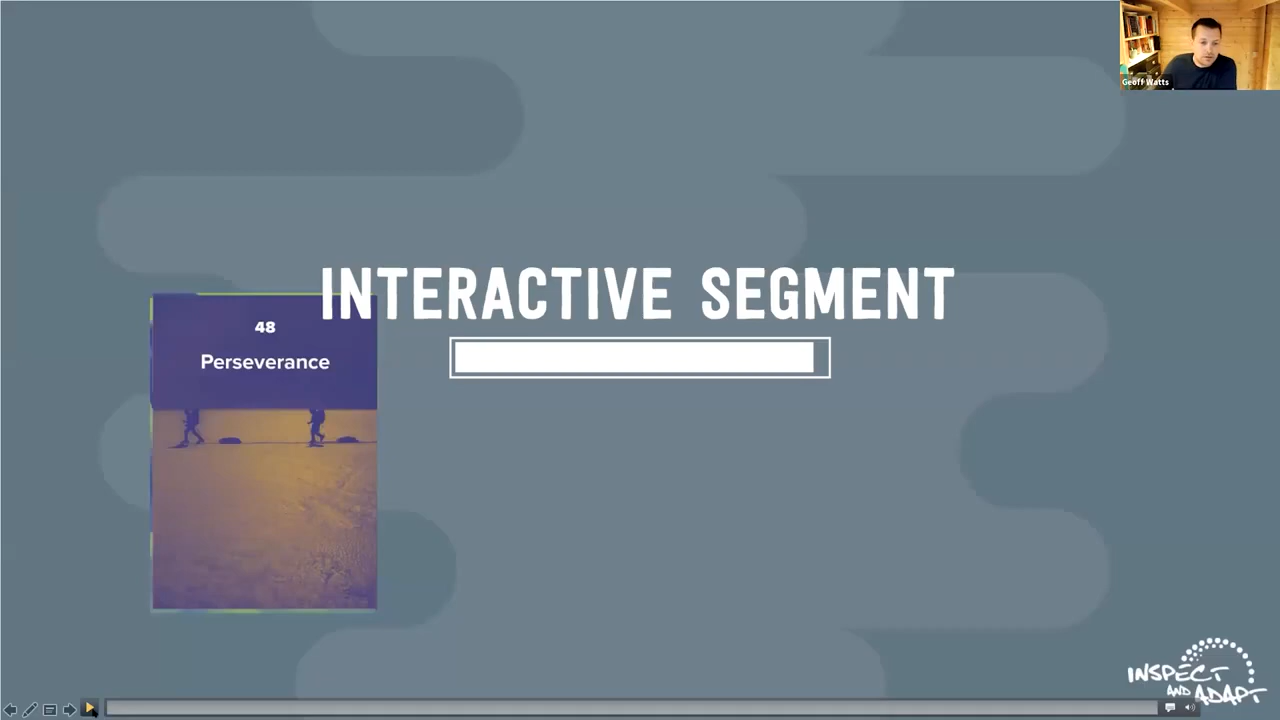 Geoff Watts
INTERACTIVE SEGMENT
48
Perseverance
INSPECT
AND ADAPT